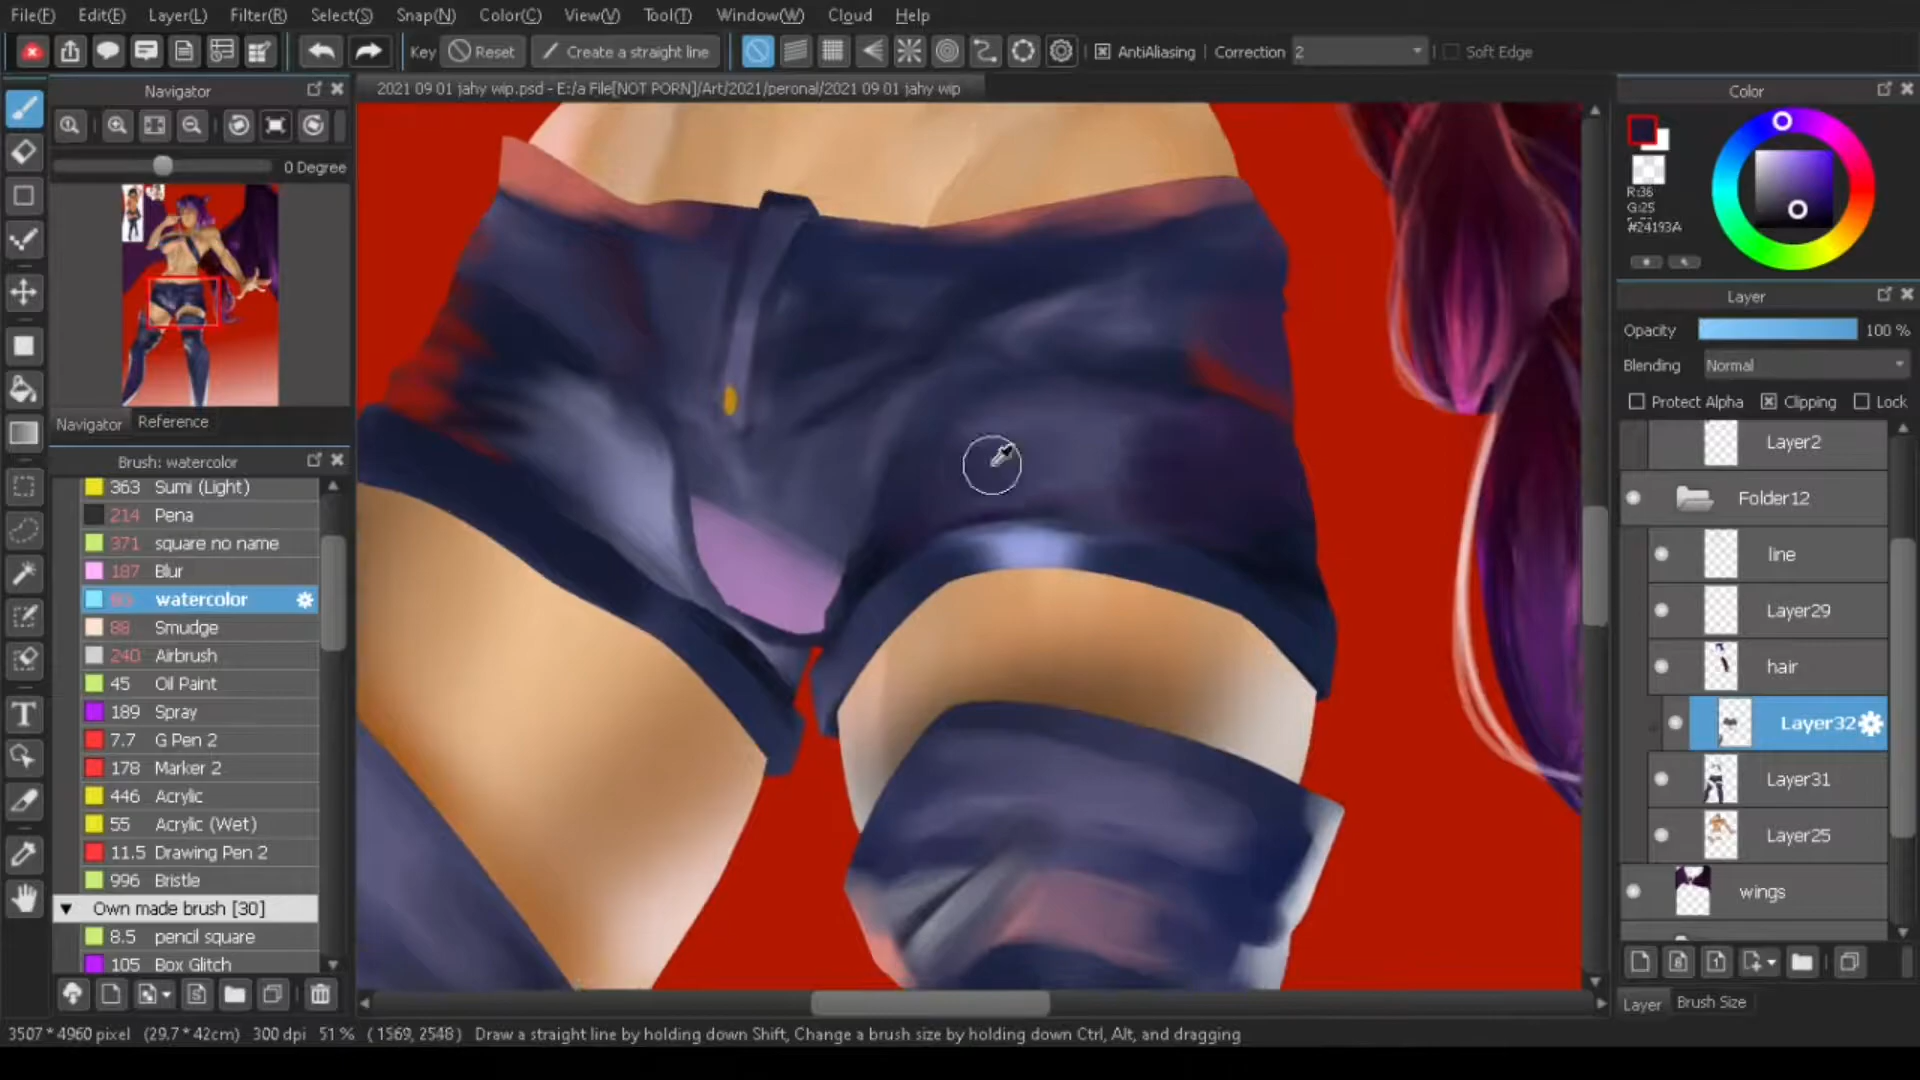 File(F) Edit(E) Layer(L) Filter(R) Select(S) Snap(N) Color(C) View(V) Tool(T) Window(W) Cloud Help
Key Reset Create a straight line AntiAliasing Correction 2 Soft Edge
Navigator
2021 09 01 jahy wip.psd - E:/a File[NOT PORN]/Art/2021/peronal/2021 09 01 jahy wip
Color
0 Degree
R:36
G:25
#24193A
Navigator Reference
Brush: watercolor
363 Sumi (Light)
214 Pena
371 square no name
187 Blur
watercolor
88 Smudge
240 Airbrush
45 Oil Paint
189 Spray
7.7 G Pen 2
178 Marker 2
446 Acrylic
55 Acrylic (Wet)
11.5 Drawing Pen 2
996 Bristle
Own made brush [30]
8.5 pencil square
105 Box Glitch
Layer
Opacity 100 %
Blending Normal
Protect Alpha Clipping Lock
Layer2
Folder12
line
Layer29
hair
Layer32
Layer31
Layer25
wings
Layer Brush Size
3507 * 4960 pixel (29.7 * 42cm) 300 dpi 51 % ( 1569, 2548) Draw a straight line by holding down Shift, Change a brush size by holding down Ctrl, Alt, and dragging